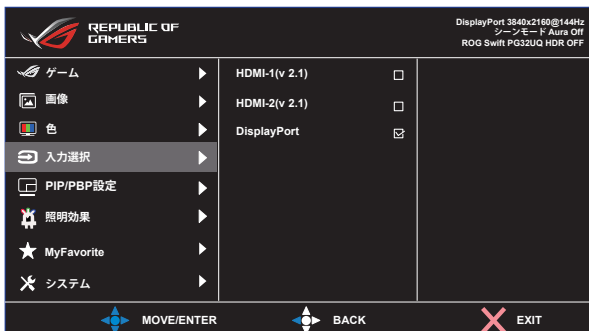 REPUBLIC OF
GAMERS
DisplayPort 3840x2160@144Hz
シーンモード Aura Off
ROG Swift PG32UQ HDR OFF
ゲーム
画像
色
入力選択
PIP/PBP設定
照明効果
MyFavorite
システム
HDMI-1(v 2.1)
HDMI-2(v 2.1)
DisplayPort
MOVE/ENTER
BACK
EXIT